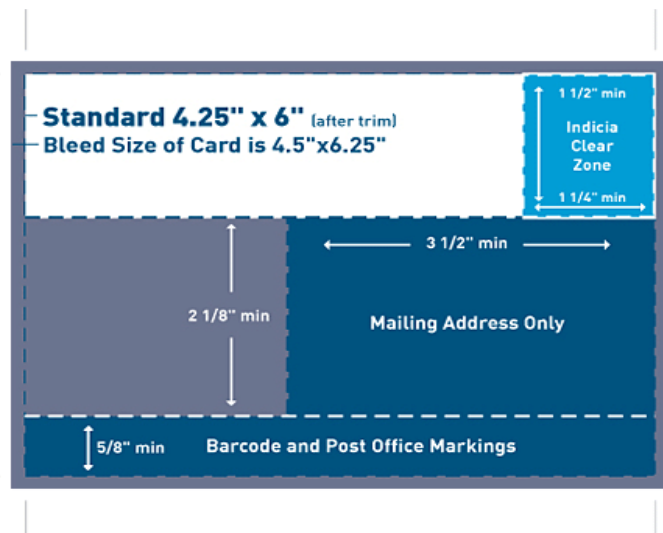 Standard 4.25" x 6" (after trim)
Bleed Size of Card is 4.5"x6.25"
1 1/2" min
Indicia
Clear
Zone
1 1/4" min
3 1/2" min
2 1/8" min
Mailing Address Only
5/8" min
Barcode and Post Office Markings